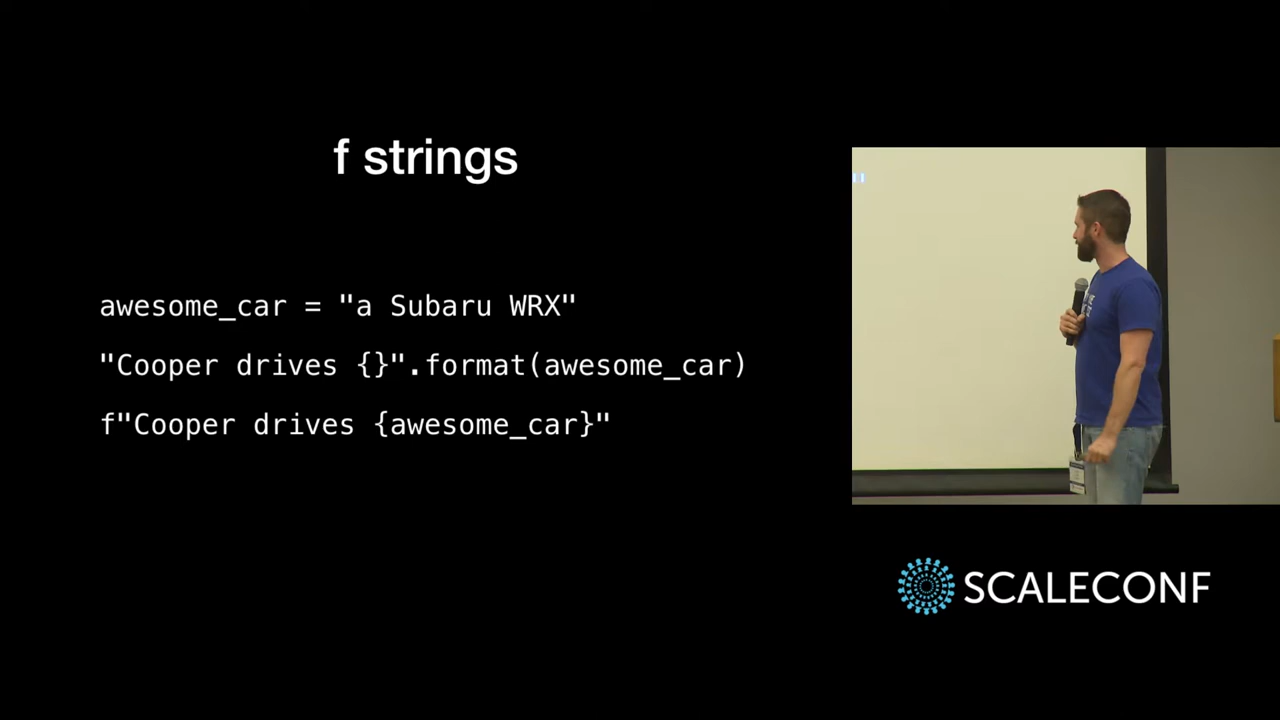 f strings
awesome_car = "a Subaru WRX"
"Cooper drives {}".format(awesome_car)
f"Cooper drives {awesome_car}"
SCALECONF